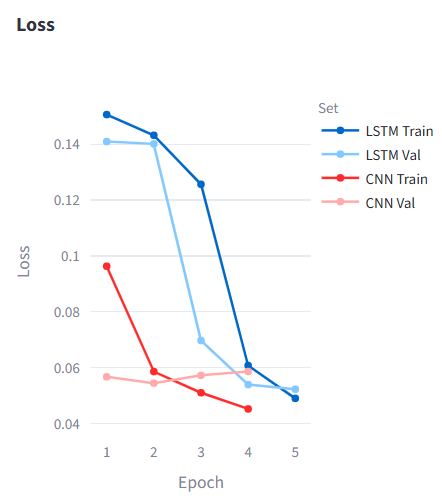 Loss
Set
LSTM Train
LSTM Val
CNN Train
CNN Val
0.14
0.12
0.1
0.08
0.06
0.04
Loss
1 2 3 4 5
Epoch